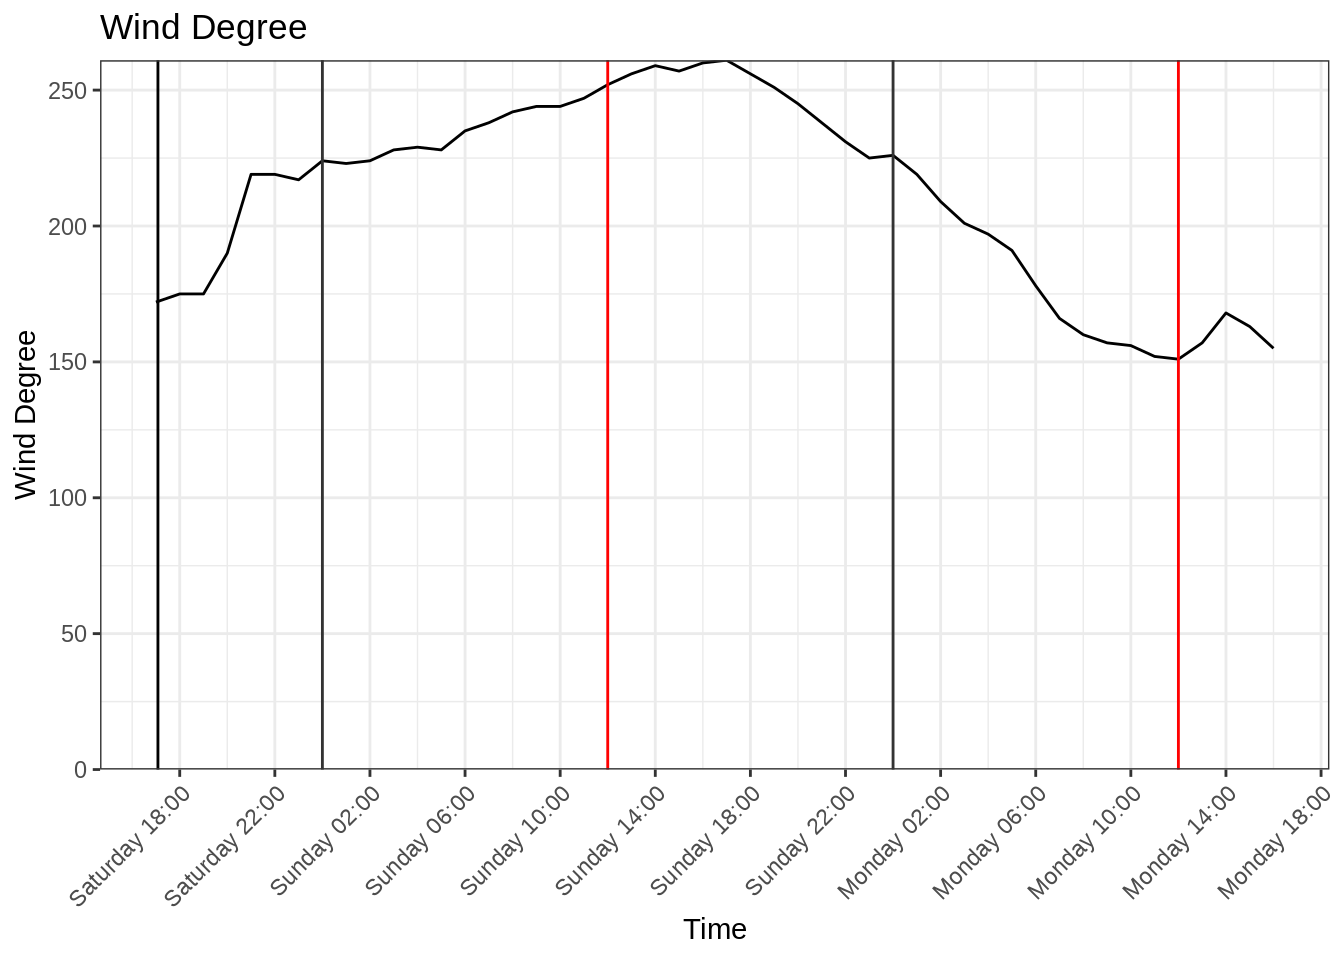 Wind Degree
Wind Degree
250
200
150
100
50
0
Saturday 18:00
Saturday 22:00
Sunday 02:00
Sunday 06:00
Sunday 10:00
Sunday 14:00
Sunday 18:00
Sunday 22:00
Monday 02:00
Monday 06:00
Monday 10:00
Monday 14:00
Monday 18:00
Time